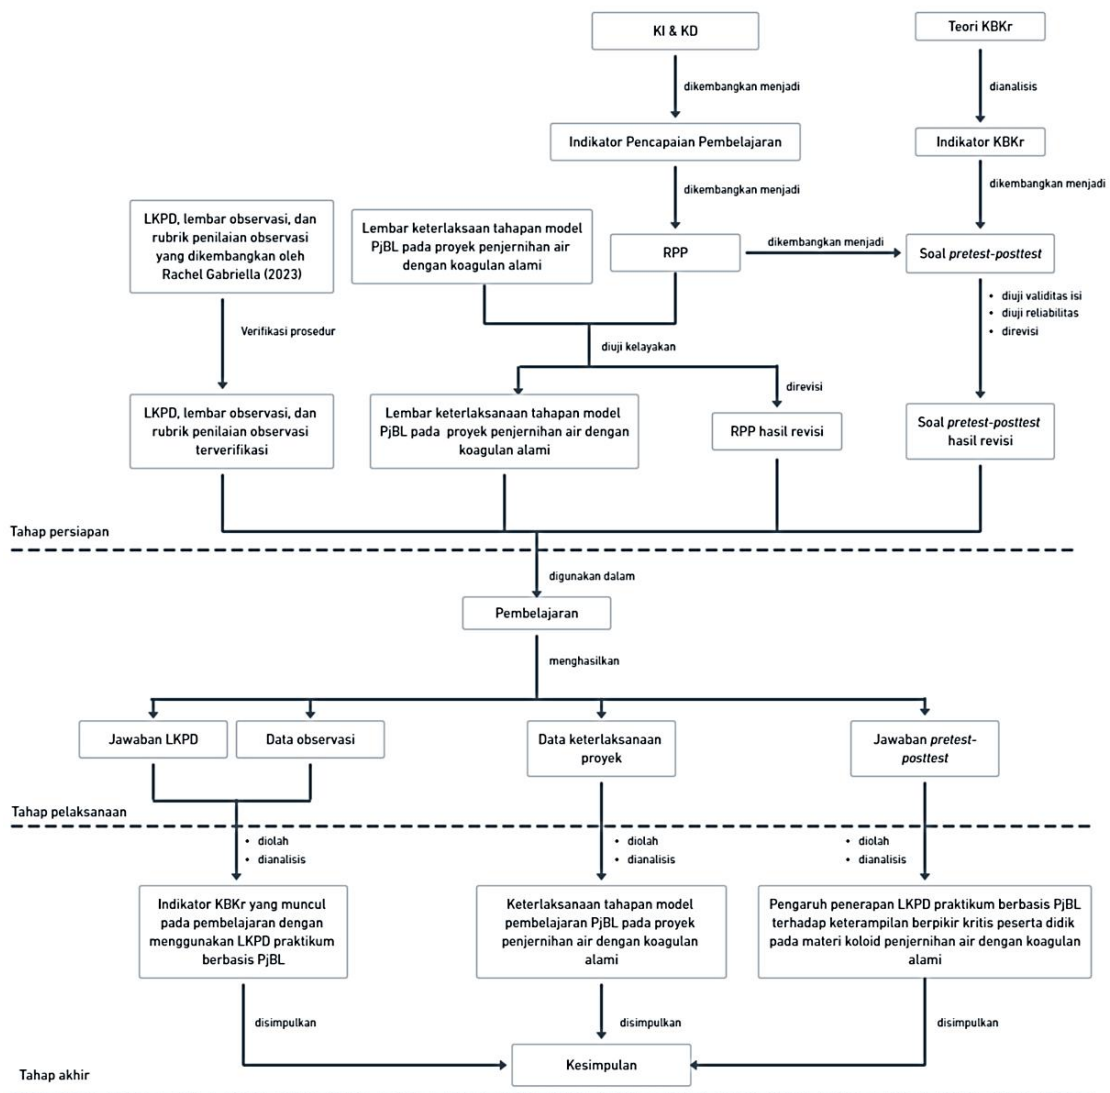 KI & KD
Teori KBKr
dikembangkan menjadi
dianalisis
Indikator Pencapaian Pembelajaran
Indikator KBKr
dikembangkan menjadi
dikembangkan menjadi
LKPD, lembar observasi, dan
rubrik penilaian observasi
yang dikembangkan oleh
Rachel Gabriella (2023)
Lembar keterlaksaan tahapan model
PjBL pada proyek penjernihan air
dengan koagulan alami
RPP
dikembangkan menjadi
Soal pretest-posttest
• diuji validitas isi
• diuji reliabilitas
• direvisi
Verifikasi prosedur
diuji kelayakan
direvisi
LKPD, lembar observasi, dan
rubrik penilaian observasi
terverifikasi
Lembar keterlaksanaan tahapan model
PjBL pada proyek penjernihan air dengan
koagulan alami
RPP hasil revisi
Soal pretest-posttest
hasil revisi
Tahap persiapan
digunakan dalam
Pembelajaran
menghasilkan
Jawaban LKPD
Data observasi
Data keterlaksanaan
proyek
Jawaban pretest-
posttest
Tahap pelaksanaan
• diolah
• dianalisis
• diolah
• dianalisis
• diolah
• dianalisis
Indikator KBKr yang muncul
pada pembelajaran dengan
menggunakan LKPD praktikum
berbasis PjBL
Keterlaksanaan tahapan model
pembelajaran PjBL pada proyek
penjernihan air dengan koagulan
alami
Pengaruh penerapan LKPD praktikum berbasis PjBL
terhadap keterampilan berpikir kritis peserta didik
pada materi koloid penjernihan air dengan koagulan
alami
disimpulkan
disimpulkan
disimpulkan
Kesimpulan
Tahap akhir